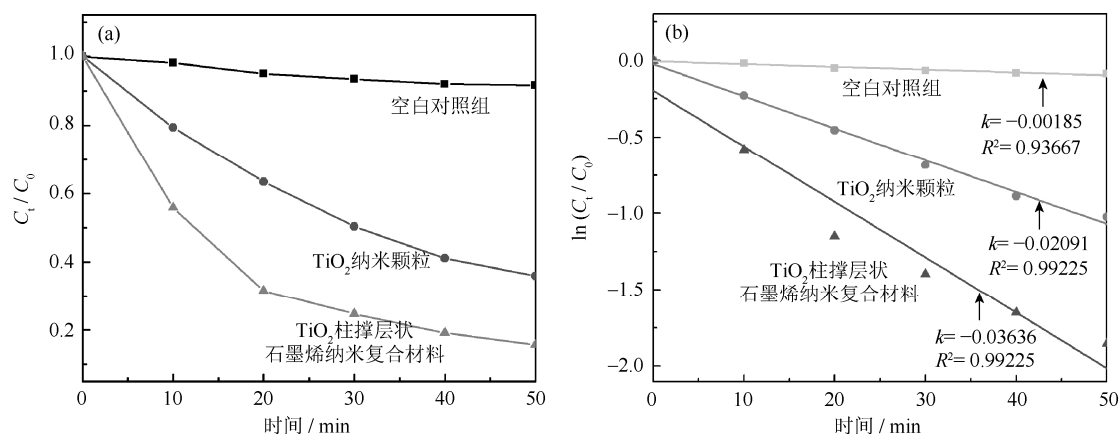 (a)
1.0
0.8
0.6
0.4
0.2
0
10
20
30
40
50
Ct / C0
时间 / min
空白对照组
TiO2纳米颗粒
TiO2柱撑层状
石墨烯纳米复合材料
(b)
0.0
−0.5
−1.0
−1.5
−2.0
0
10
20
30
40
50
ln (Ct / C0)
时间 / min
空白对照组
k= −0.00185
R2= 0.93667
TiO2纳米颗粒
k= −0.02091
R2= 0.99225
TiO2柱撑层状
石墨烯纳米复合材料
k= −0.03636
R2= 0.99225